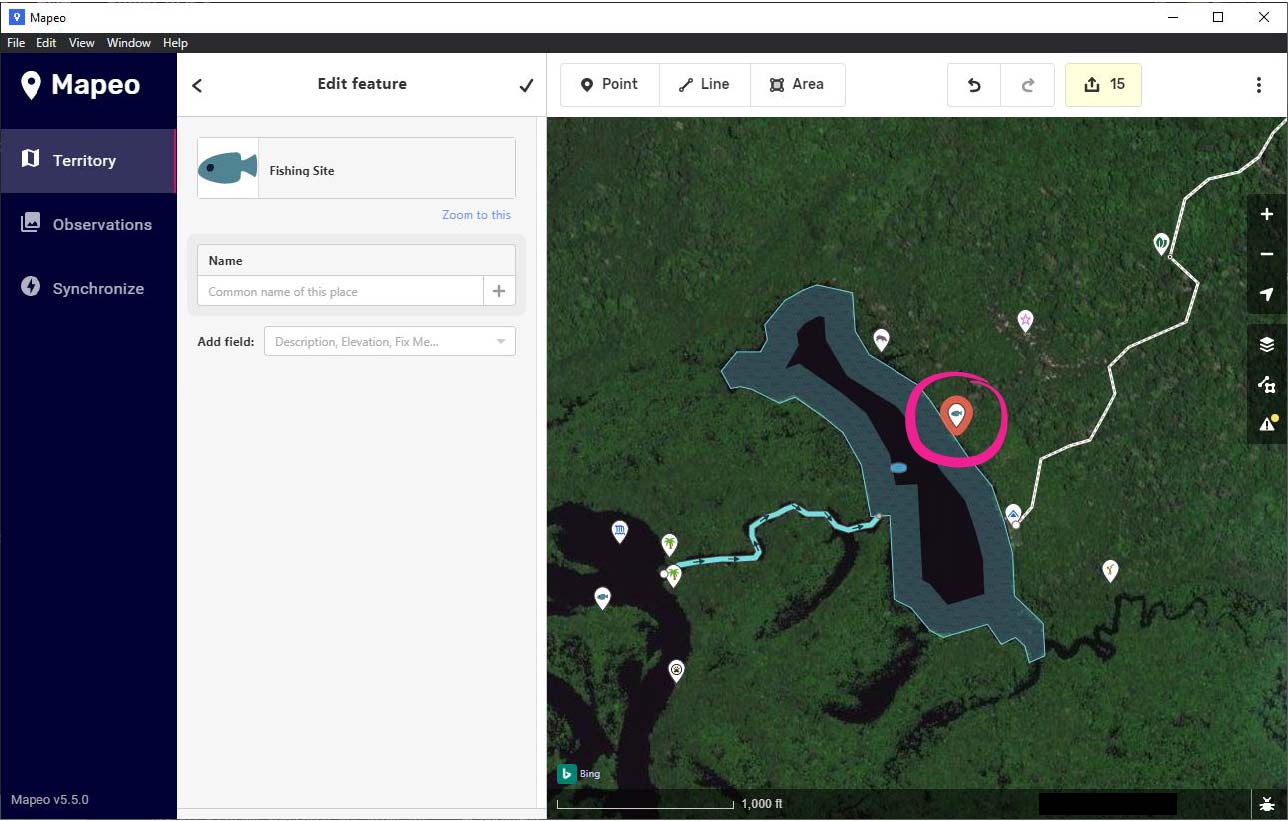 Mapeo
File Edit View Window Help
Mapeo
Edit feature
Point
Line
Area
15
Territory
Observations
Synchronize
Fishing Site
Zoom to this
Name
Common name of this place
Add field:
Description, Elevation, Fix Me...
Bing
1,000 ft
Mapeo v5.5.0